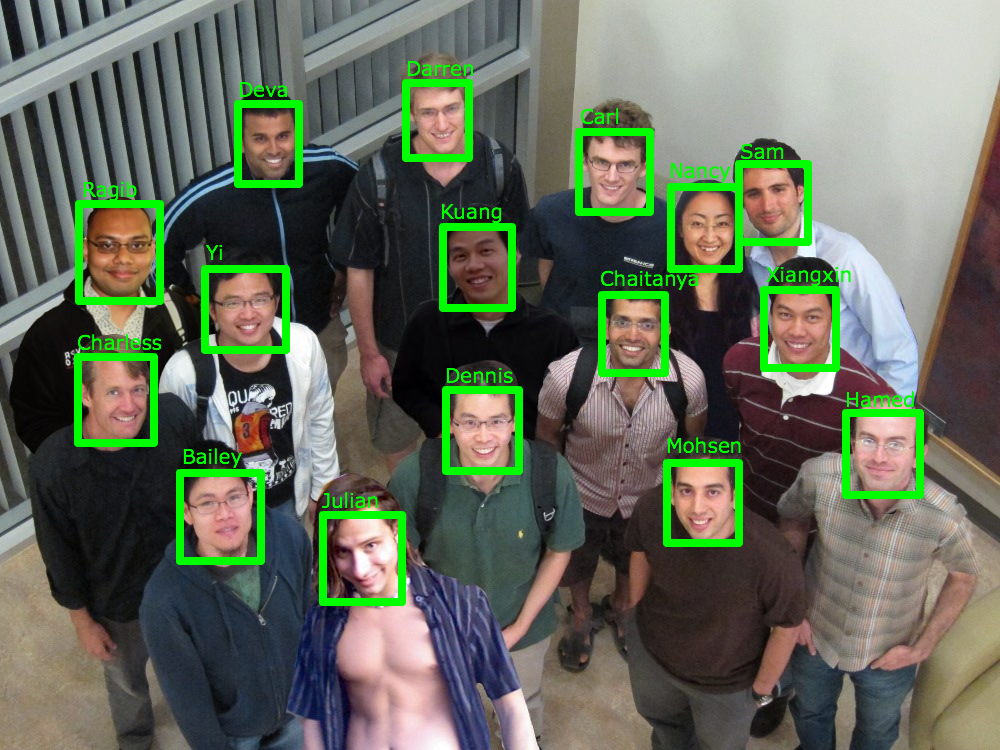 Darren
Deva
Carl
Sam
Nancy
Ragib
Kuang
Yi
Chaitanya
Xiangxin
Charless
Dennis
Hamed
Mohsen
Bailey
Julian